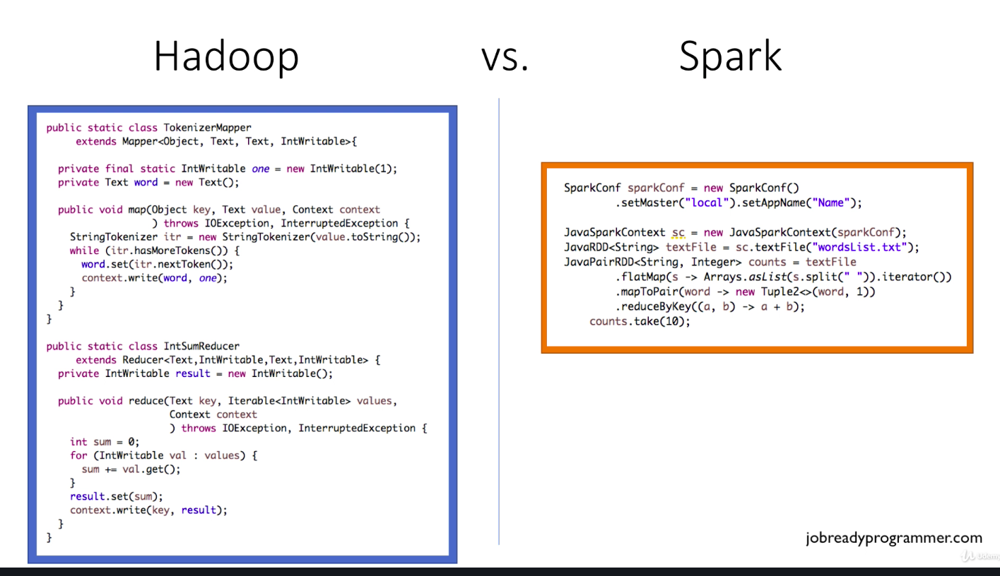 Hadoop vs. Spark
public static class TokenizerMapper
extends Mapper<Object, Text, Text, IntWritable>{
private final static IntWritable one = new IntWritable(1);
private Text word = new Text();
public void map(Object key, Text value, Context context
) throws IOException, InterruptedException {
StringTokenizer itr = new StringTokenizer(value.toString());
while (itr.hasMoreTokens()) {
word.set(itr.nextToken());
context.write(word, one);
}
}
}
public static class IntSumReducer
extends Reducer<Text,IntWritable,Text,IntWritable> {
private IntWritable result = new IntWritable();
public void reduce(Text key, Iterable<IntWritable> values,
Context context
) throws IOException, InterruptedException {
int sum = 0;
for (IntWritable val : values) {
sum += val.get();
}
result.set(sum);
context.write(key, result);
}
}
SparkConf sparkConf = new SparkConf()
.setMaster("local").setAppName("Name");
JavaSparkContext sc = new JavaSparkContext(sparkConf);
JavaRDD<String> textFile = sc.textFile("wordsList.txt");
JavaPairRDD<String, Integer> counts = textFile
.flatMap(s -> Arrays.asList(s.split(" ")).iterator())
.mapToPair(word -> new Tuple2<>(word, 1))
.reduceByKey((a, b) -> a + b);
counts.take(10);
jobreadyprogrammer.com
Udemy